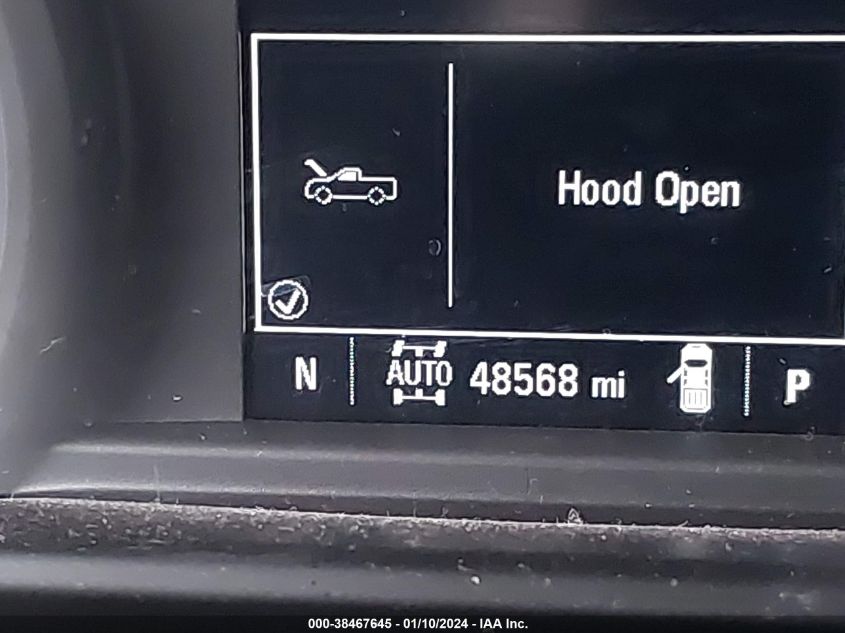 Hood Open
N AUTO 48568 mi P
000-38467645 - 01/10/2024 - IAA Inc.